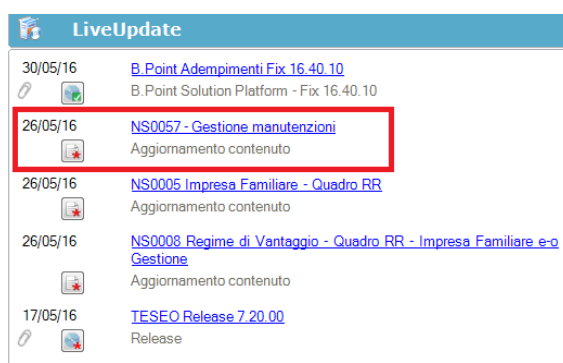 LiveUpdate
30/05/16 B.Point Adempimenti Fix 16.40.10
B.Point Solution Platform - Fix 16.40.10
26/05/16 NS0057 - Gestione manutenzioni
Aggiornamento contenuto
26/05/16 NS0005 Impresa Familiare - Quadro RR
Aggiornamento contenuto
26/05/16 NS0008 Regime di Vantaggio - Quadro RR - Impresa Familiare e-o
Gestione
Aggiornamento contenuto
17/05/16 TESEO Release 7.20.00
Release